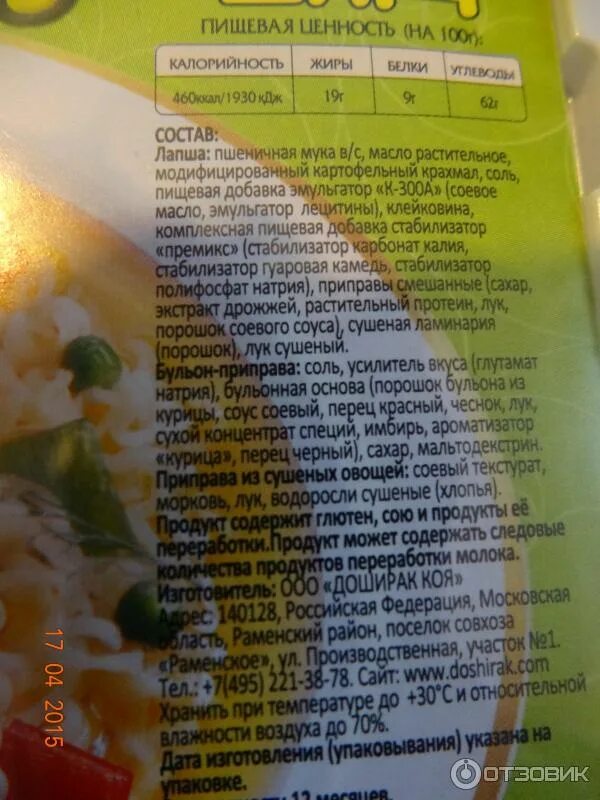 ПИЩЕВАЯ ЦЕННОСТЬ (НА 100г):
КАЛОРИЙНОСТЬ ЖИРЫ БЕЛКИ УГЛЕВОДЫ
460ккал/1930 кДж 19г 9г 62г
СОСТАВ:
Лапша: пшеничная мука в/с, масло растительное,
модифицированный картофельный крахмал, соль,
пищевая добавка эмульгатор «К-300А» (соевое
масло, эмульгатор лецитины), клейковина,
комплексная пищевая добавка стабилизатор
«премикс» (стабилизатор карбонат калия,
стабилизатор гуаровая камедь, стабилизатор
полифосфат натрия), приправы смешанные (сахар,
экстракт дрожжей, растительный протеин, лук,
порошок соевого соуса), сушеная ламинария
(порошок), лук сушеный.
Бульон-приправа: соль, усилитель вкуса (глутамат
натрия), бульонная основа (порошок бульона из
курицы, соус соевый, перец красный, чеснок, лук,
сухой концентрат специй, имбирь, ароматизатор
«курица», перец черный), сахар, мальтодекстрин.
Приправа из сушеных овощей: соевый текстурат,
морковь, лук, водоросли сушеные (хлопья).
Продукт содержит глютен, сою и продукты её
переработки.Продукт может содержать следовые
количества продуктов переработки молока.
Изготовитель: ООО «ДОШИРАК КОЯ»
Адрес: 140128, Российская Федерация, Московская
область, Раменский район, поселок совхоза
«Раменское», ул. Производственная, участок №1.
Тел.: +7(495) 221-38-78. Сайт: www.doshirak.com
Хранить при температуре до +30°С и относительной
влажности воздуха до 70%.
Дата изготовления (упаковывания) указана на
упаковке.
12 месяцев.
17 04 2015
ОТЗОВИК